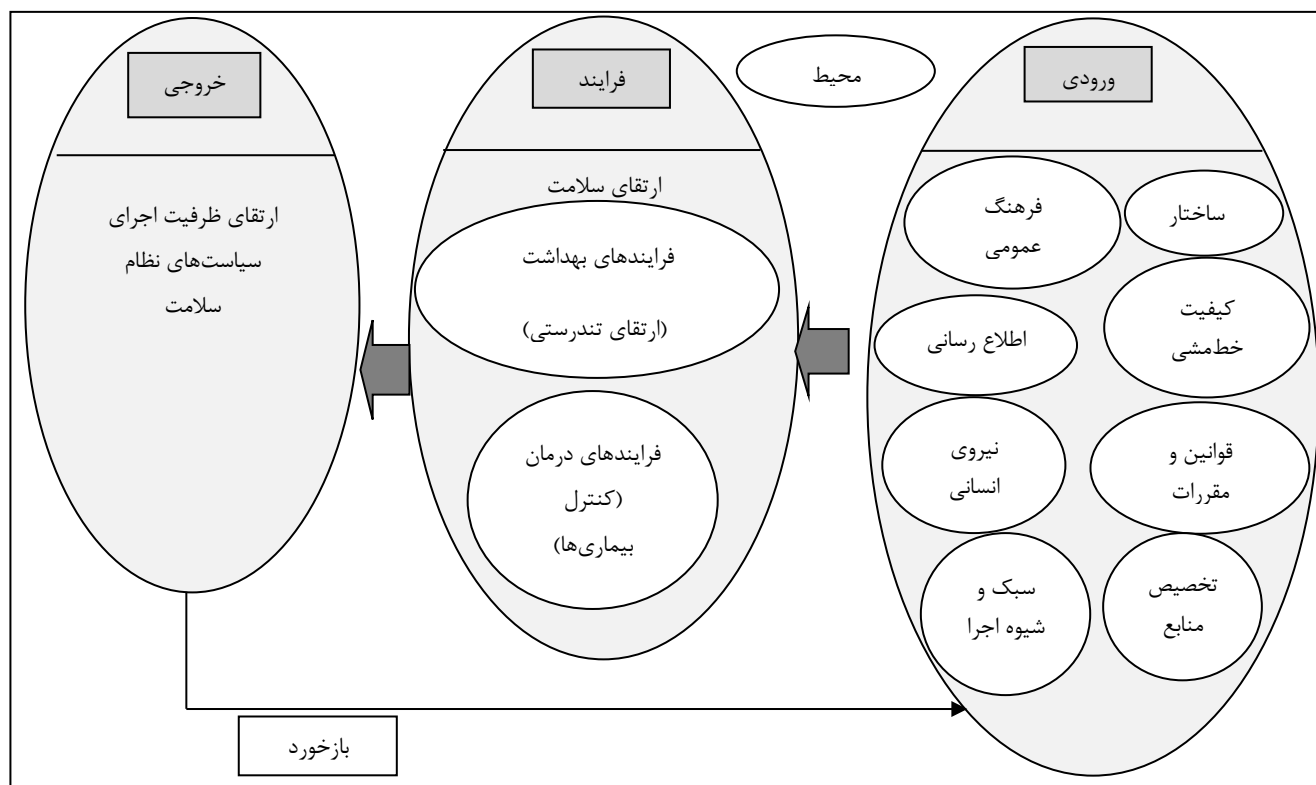 ورودی
ساختار
فرهنگ
عمومی
کیفیت
خط‌مشی
اطلاع رسانی
قوانین و
مقررات
نیروی
انسانی
تخصیص
منابع
سبک و
شیوه اجرا
محیط
فرایند
ارتقای سلامت
فرایندهای بهداشت
(ارتقای تندرستی)
فرایندهای درمان
(کنترل
بیماری‌ها)
خروجی
ارتقای ظرفیت اجرای
سیاست‌های نظام
سلامت
بازخورد